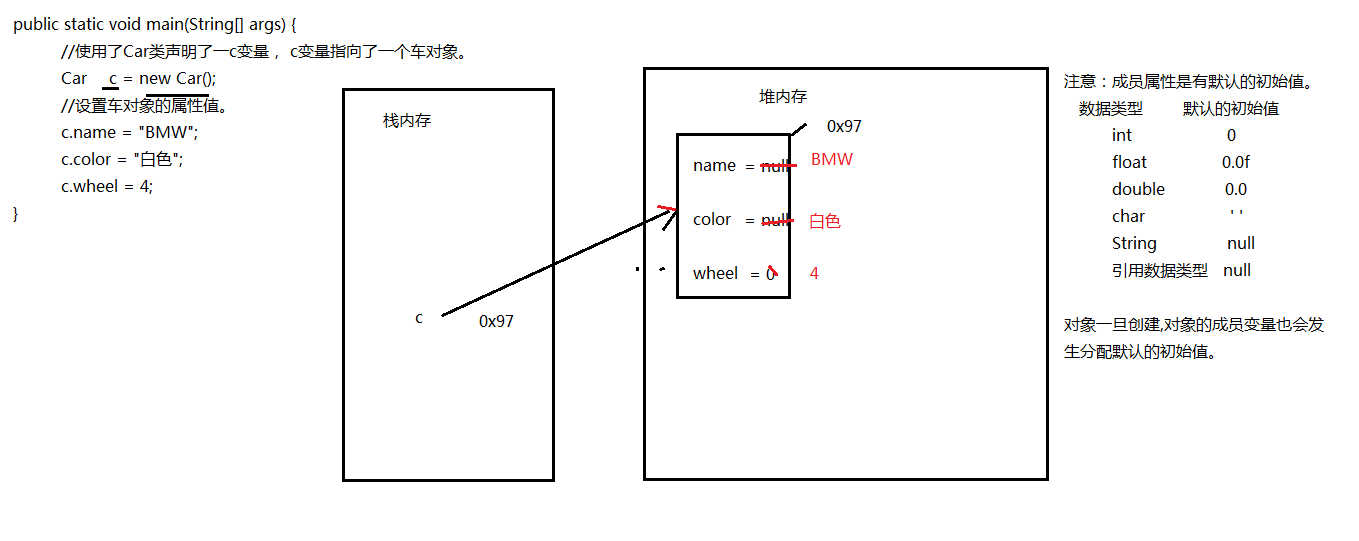 public static void main(String[] args) {
//使用了Car类声明了一c变量 ，c变量指向了一个车对象。
Car c = new Car();
//设置车对象的属性值。
c.name = "BMW";
c.color = "白色";
c.wheel = 4;
}
栈内存
c 0x97
堆内存
0x97
name = null BMW
color = null 白色
wheel = 0 4
注意：成员属性是有默认的初始值。
数据类型 默认的初始值
int 0
float 0.0f
double 0.0
char ' '
String null
引用数据类型 null
对象一旦创建,对象的成员变量也会发
生分配默认的初始值。